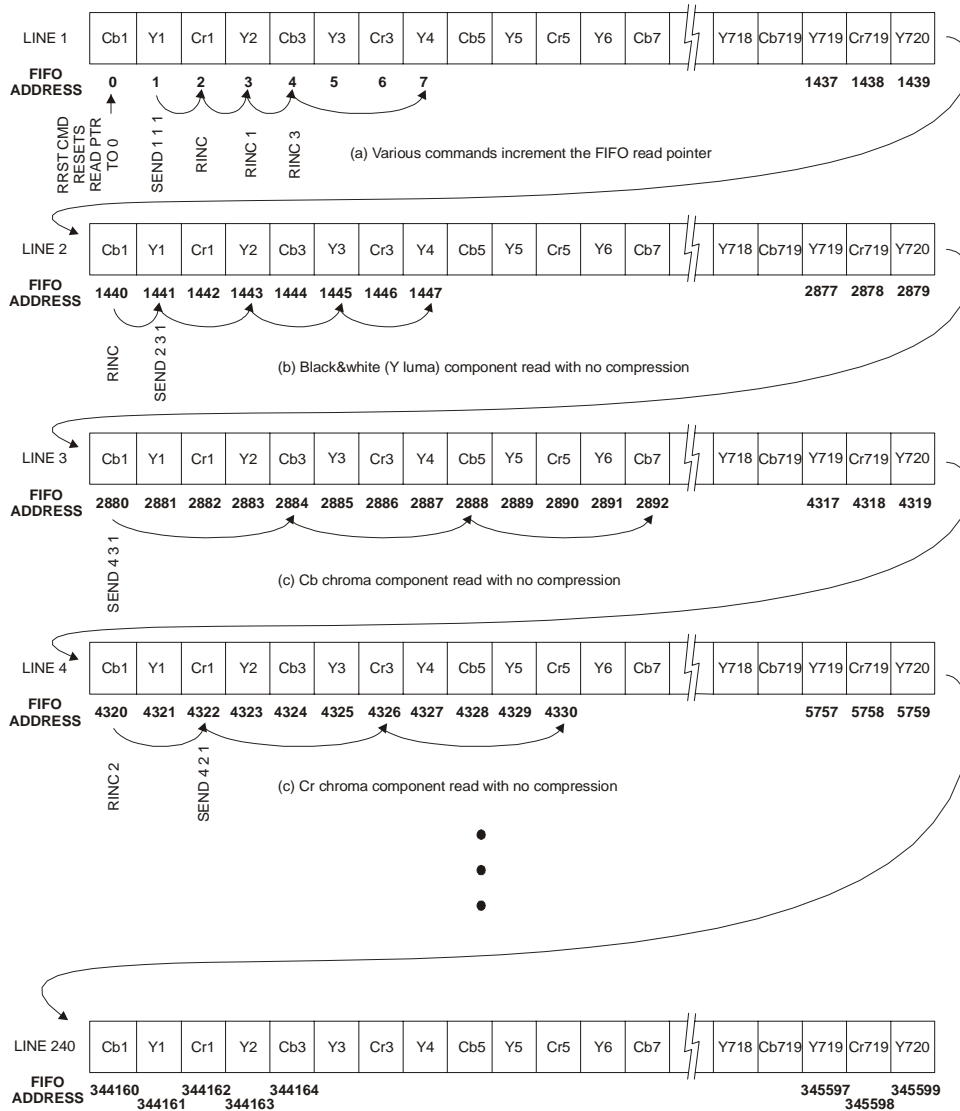 LINE 1 Cb1 Y1 Cr1 Y2 Cb3 Y3 Cr3 Y4 Cb5 Y5 Cr5 Y6 Cb7 Y718 Cb719 Y719 Cr719 Y720
FIFO ADDRESS 0 1 2 3 4 5 6 7 1437 1438 1439
RRST CMD
RESETS
READ PTR
TO 0
SEND 1 1 1
RINC
RINC 1
RINC 3
(a) Various commands increment the FIFO read pointer
LINE 2 Cb1 Y1 Cr1 Y2 Cb3 Y3 Cr3 Y4 Cb5 Y5 Cr5 Y6 Cb7 Y718 Cb719 Y719 Cr719 Y720
FIFO ADDRESS 1440 1441 1442 1443 1444 1445 1446 1447 2877 2878 2879
RINC
SEND 2 3 1
(b) Black&white (Y luma) component read with no compression
LINE 3 Cb1 Y1 Cr1 Y2 Cb3 Y3 Cr3 Y4 Cb5 Y5 Cr5 Y6 Cb7 Y718 Cb719 Y719 Cr719 Y720
FIFO ADDRESS 2880 2881 2882 2883 2884 2885 2886 2887 2888 2889 2890 2891 2892 4317 4318 4319
SEND 4 3 1
(c) Cb chroma component read with no compression
LINE 4 Cb1 Y1 Cr1 Y2 Cb3 Y3 Cr3 Y4 Cb5 Y5 Cr5 Y6 Cb7 Y718 Cb719 Y719 Cr719 Y720
FIFO ADDRESS 4320 4321 4322 4323 4324 4325 4326 4327 4328 4329 4330 5757 5758 5759
RINC 2
SEND 4 2 1
(c) Cr chroma component read with no compression
LINE 240 Cb1 Y1 Cr1 Y2 Cb3 Y3 Cr3 Y4 Cb5 Y5 Cr5 Y6 Cb7 Y718 Cb719 Y719 Cr719 Y720
FIFO ADDRESS 344160 344161 344162 344163 344164 345597 345598 345599